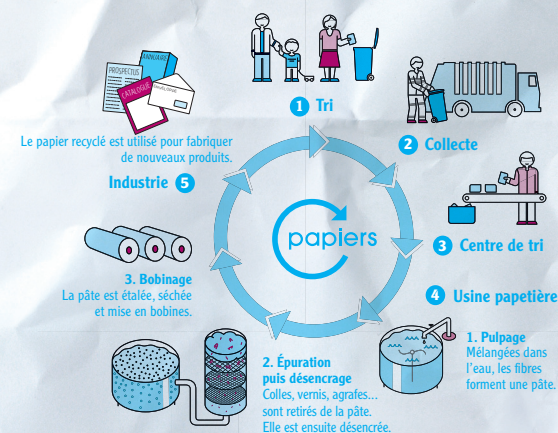 ANNUAIRE
PROSPECTUS
CATALOGUE
1 Tri
2 Collecte
3 Centre de tri
4 Usine papetière
1. Pulpage
Mélangées dans
l'eau, les fibres
forment une pâte.
2. Épuration
puis désencrage
Colles, vernis, agrafes...
sont retirés de la pâte.
Elle est ensuite désencrée.
3. Bobinage
La pâte est étalée, séchée
et mise en bobines.
Industrie 5
Le papier recyclé est utilisé pour fabriquer
de nouveaux produits.
papiers